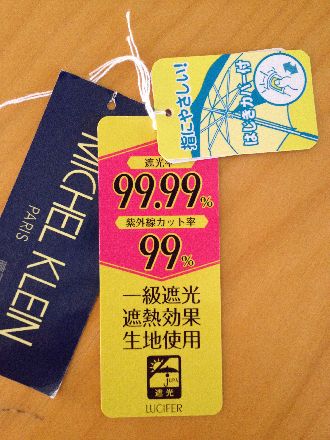 MICHEL KLEIN
PARIS
遮光率
99.99%
紫外線カット率
99%
一級遮光
遮熱効果
生地使用
JUPA
遮光
LUCIFER
指にやさしい!
はじきカバー付